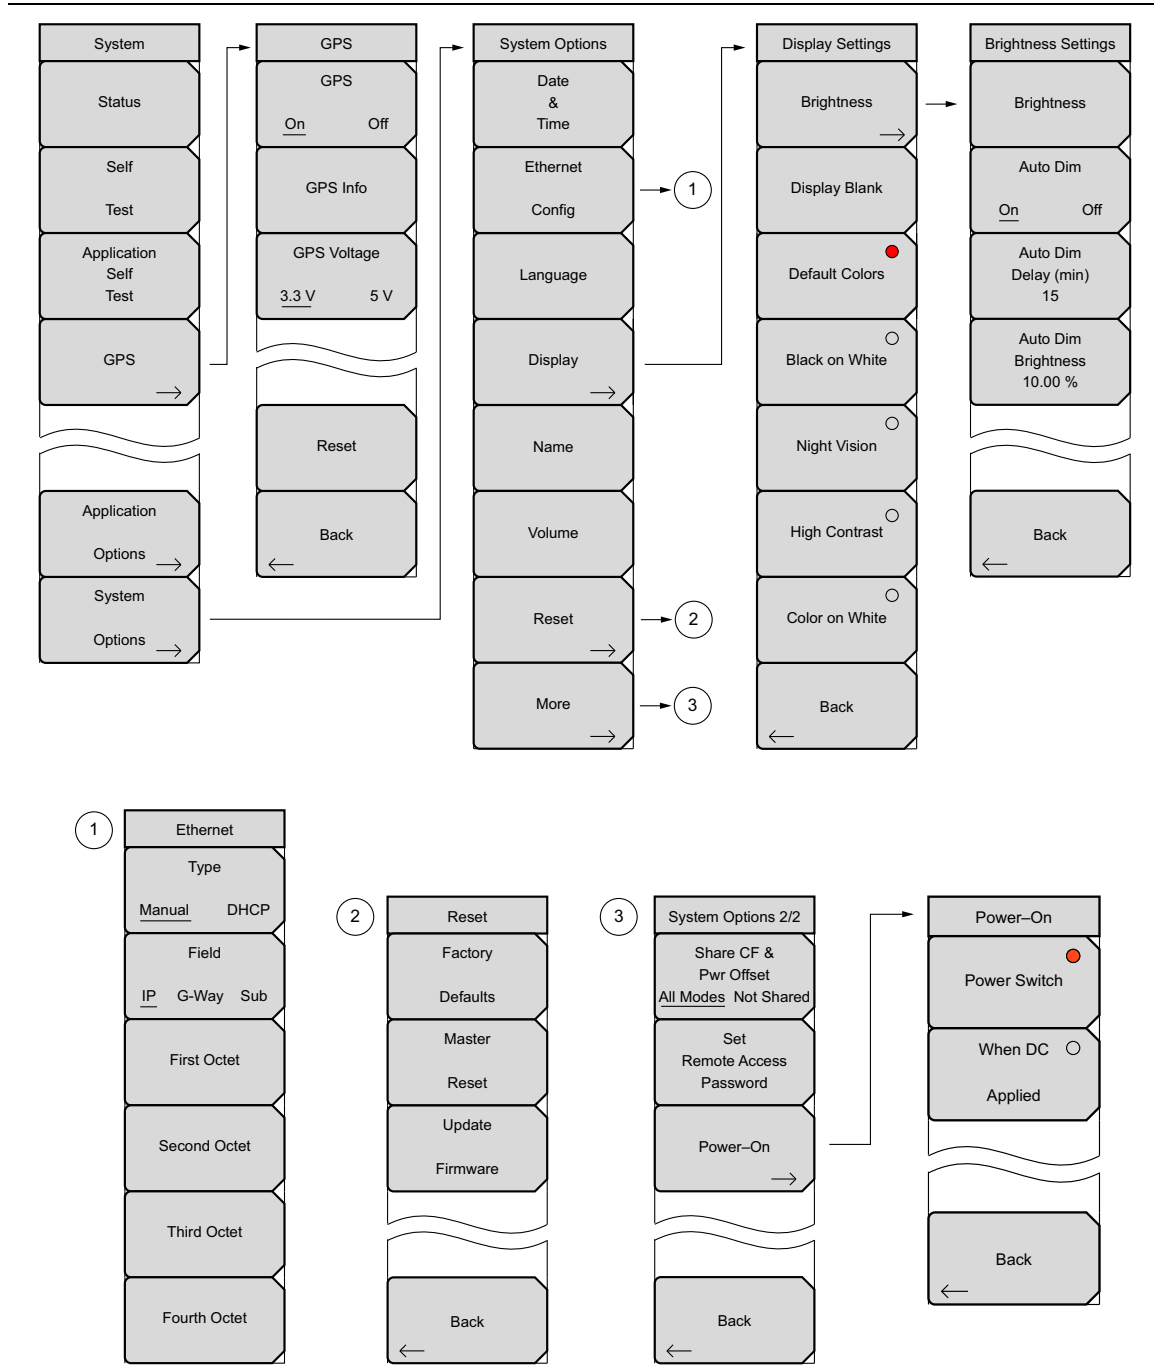 System
Status
Self
Test
Application
Self
Test
GPS
Application
Options
System
Options
GPS
GPS
On Off
GPS Info
GPS Voltage
3.3 V 5 V
Reset
Back
System Options
Date
&
Time
Ethernet
Config
Language
Display
Name
Volume
Reset
More
1
2
3
Display Settings
Brightness
Display Blank
Default Colors
Black on White
Night Vision
High Contrast
Color on White
Back
Brightness Settings
Brightness
Auto Dim
On Off
Auto Dim
Delay (min)
15
Auto Dim
Brightness
10.00 %
Back
1
Ethernet
Type
Manual DHCP
Field
IP G-Way Sub
First Octet
Second Octet
Third Octet
Fourth Octet
2
Reset
Factory
Defaults
Master
Reset
Update
Firmware
Back
3
System Options 2/2
Share CF &
Pwr Offset
All Modes Not Shared
Set
Remote Access
Password
Power–On
Back
Power–On
Power Switch
When DC
Applied
Back